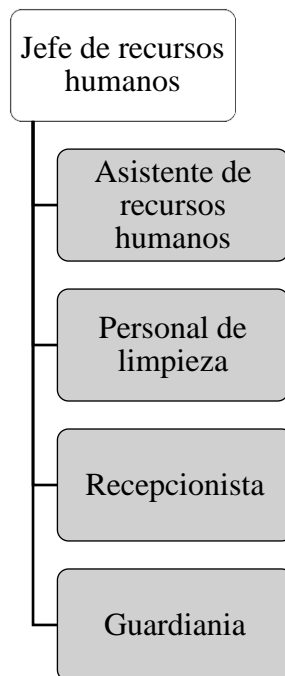 Jefe de recursos
humanos
Asistente de
recursos
humanos
Personal de
limpieza
Recepcionista
Guardiania